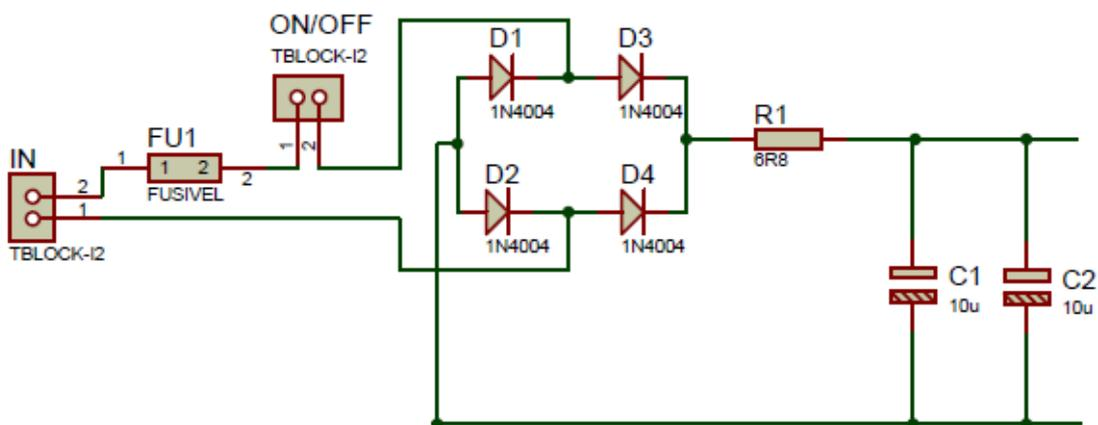 ON/OFF
TBLOCK-I2
1
2
IN
2
1
TBLOCK-I2
FU1
1
1 2
2
FUSIVEL
D1
1N4004
D3
1N4004
D2
1N4004
D4
1N4004
R1
6R8
C1
10u
C2
10u